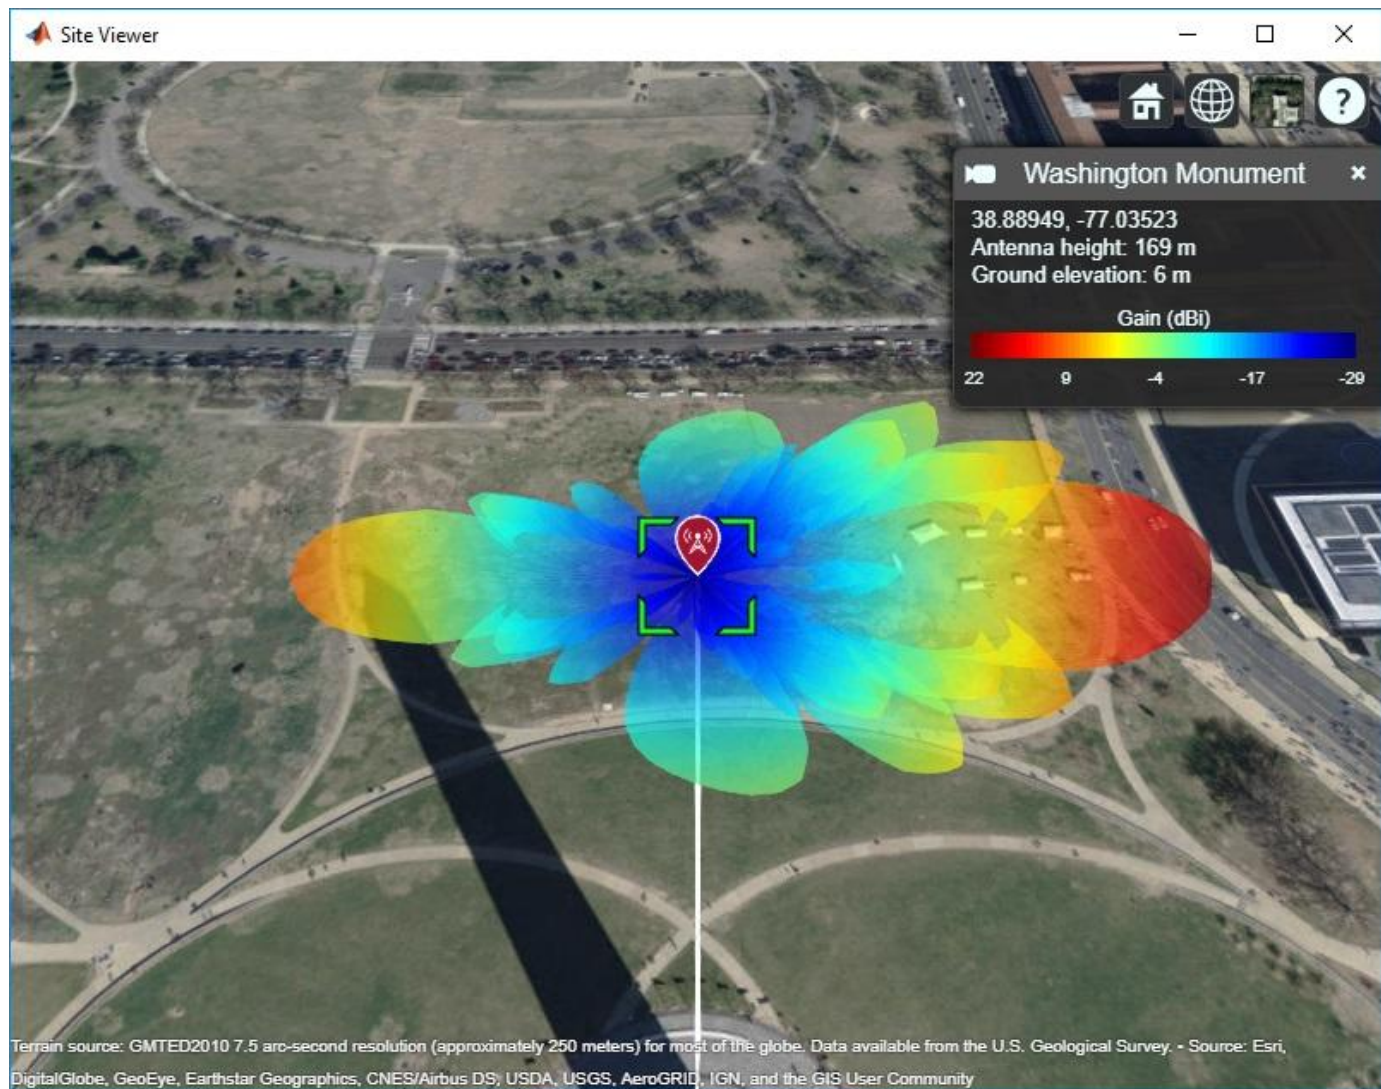 Site Viewer
?
Washington Monument
38.88949, -77.03523
Antenna height: 169 m
Ground elevation: 6 m
Gain (dBi)
22 9 -4 -17 -29
Terrain source: GMTED2010 7.5 arc-second resolution (approximately 250 meters) for most of the globe. Data available from the U.S. Geological Survey. - Source: Esri,
DigitalGlobe, GeoEye, Earthstar Geographics, CNES/Airbus DS, USDA, USGS, AeroGRID, IGN, and the GIS User Community